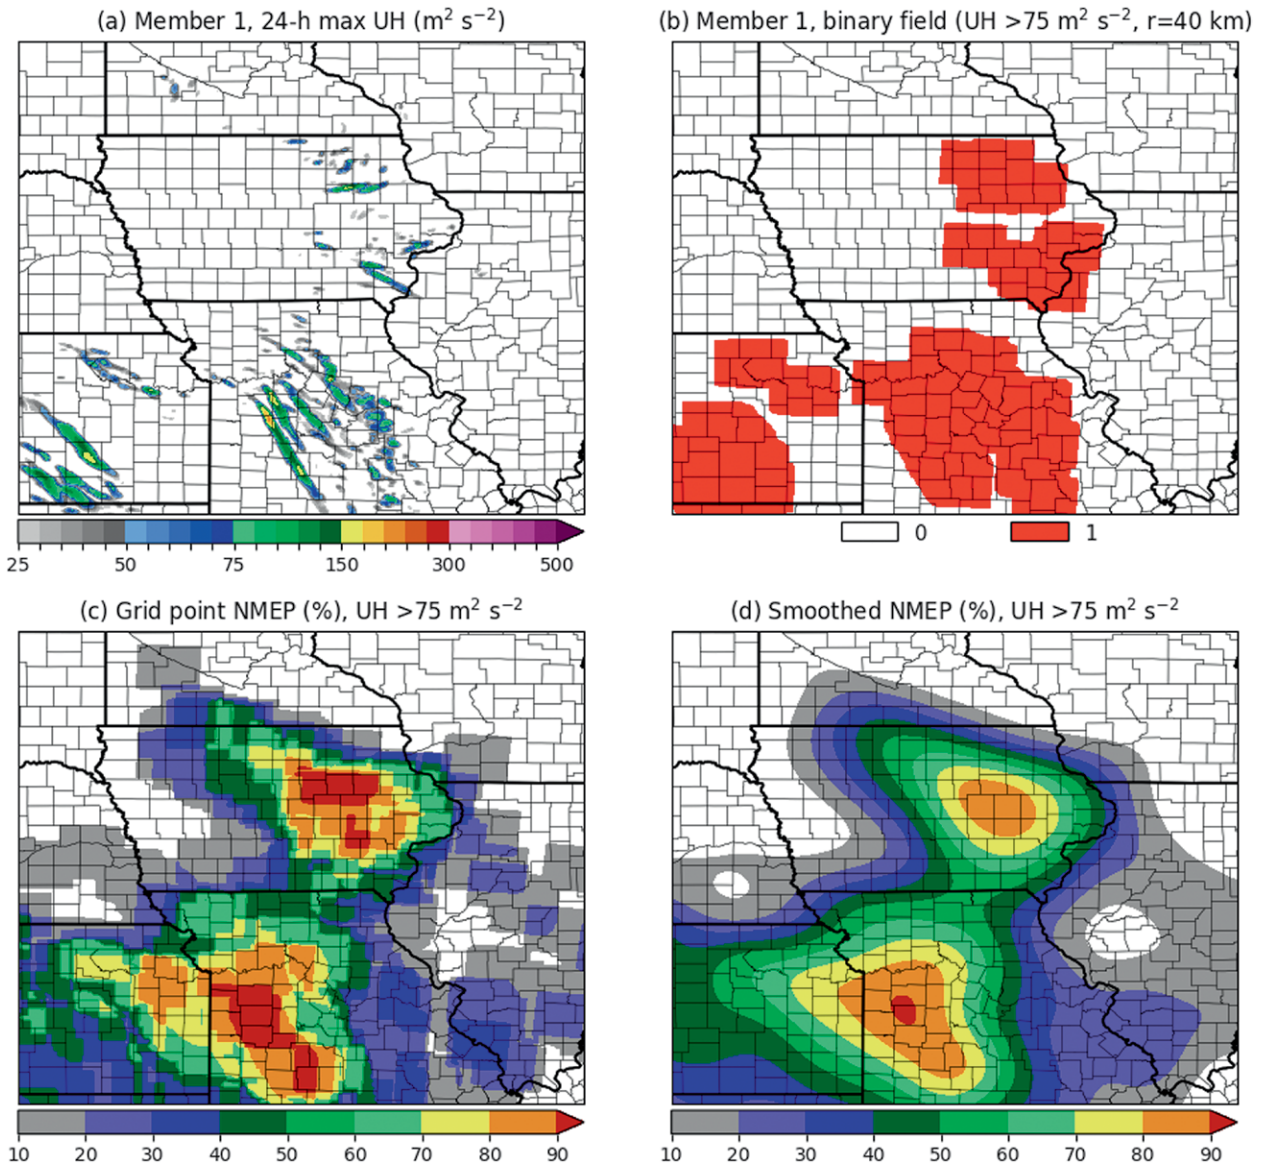 (a) Member 1, 24-h max UH (m² s⁻²)
(b) Member 1, binary field (UH >75 m² s⁻², r=40 km)
25 50 75 150 300 500
0 1
(c) Grid point NMEP (%), UH >75 m² s⁻²
(d) Smoothed NMEP (%), UH >75 m² s⁻²
10 20 30 40 50 60 70 80 90
10 20 30 40 50 60 70 80 90